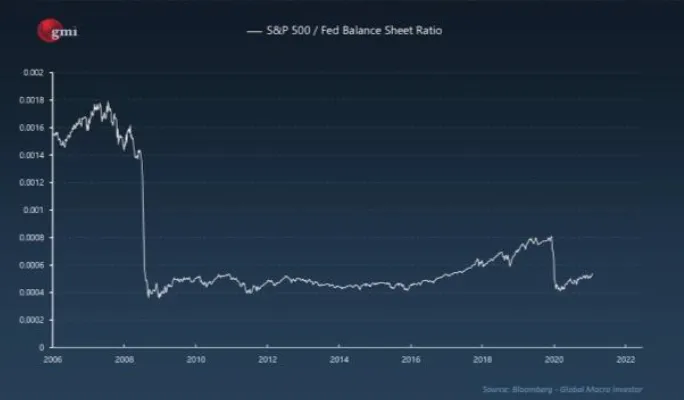 gmi
S&P 500 / Fed Balance Sheet Ratio
0.002
0.0018
0.0016
0.0014
0.0012
0.001
0.0008
0.0006
0.0004
0.0002
0
2006 2008 2010 2012 2014 2016 2018 2020 2022
Source: Bloomberg - Global Macro Investor